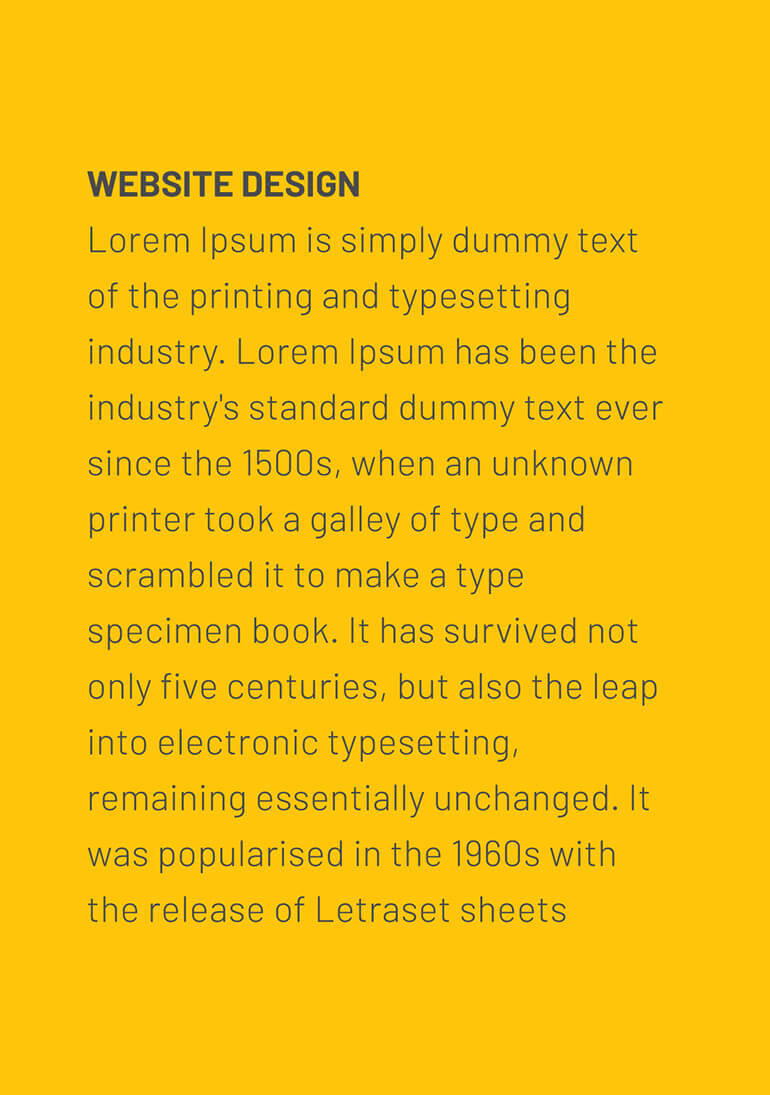 WEBSITE DESIGN
Lorem Ipsum is simply dummy text
of the printing and typesetting
industry. Lorem Ipsum has been the
industry's standard dummy text ever
since the 1500s, when an unknown
printer took a galley of type and
scrambled it to make a type
specimen book. It has survived not
only five centuries, but also the leap
into electronic typesetting,
remaining essentially unchanged. It
was popularised in the 1960s with
the release of Letraset sheets